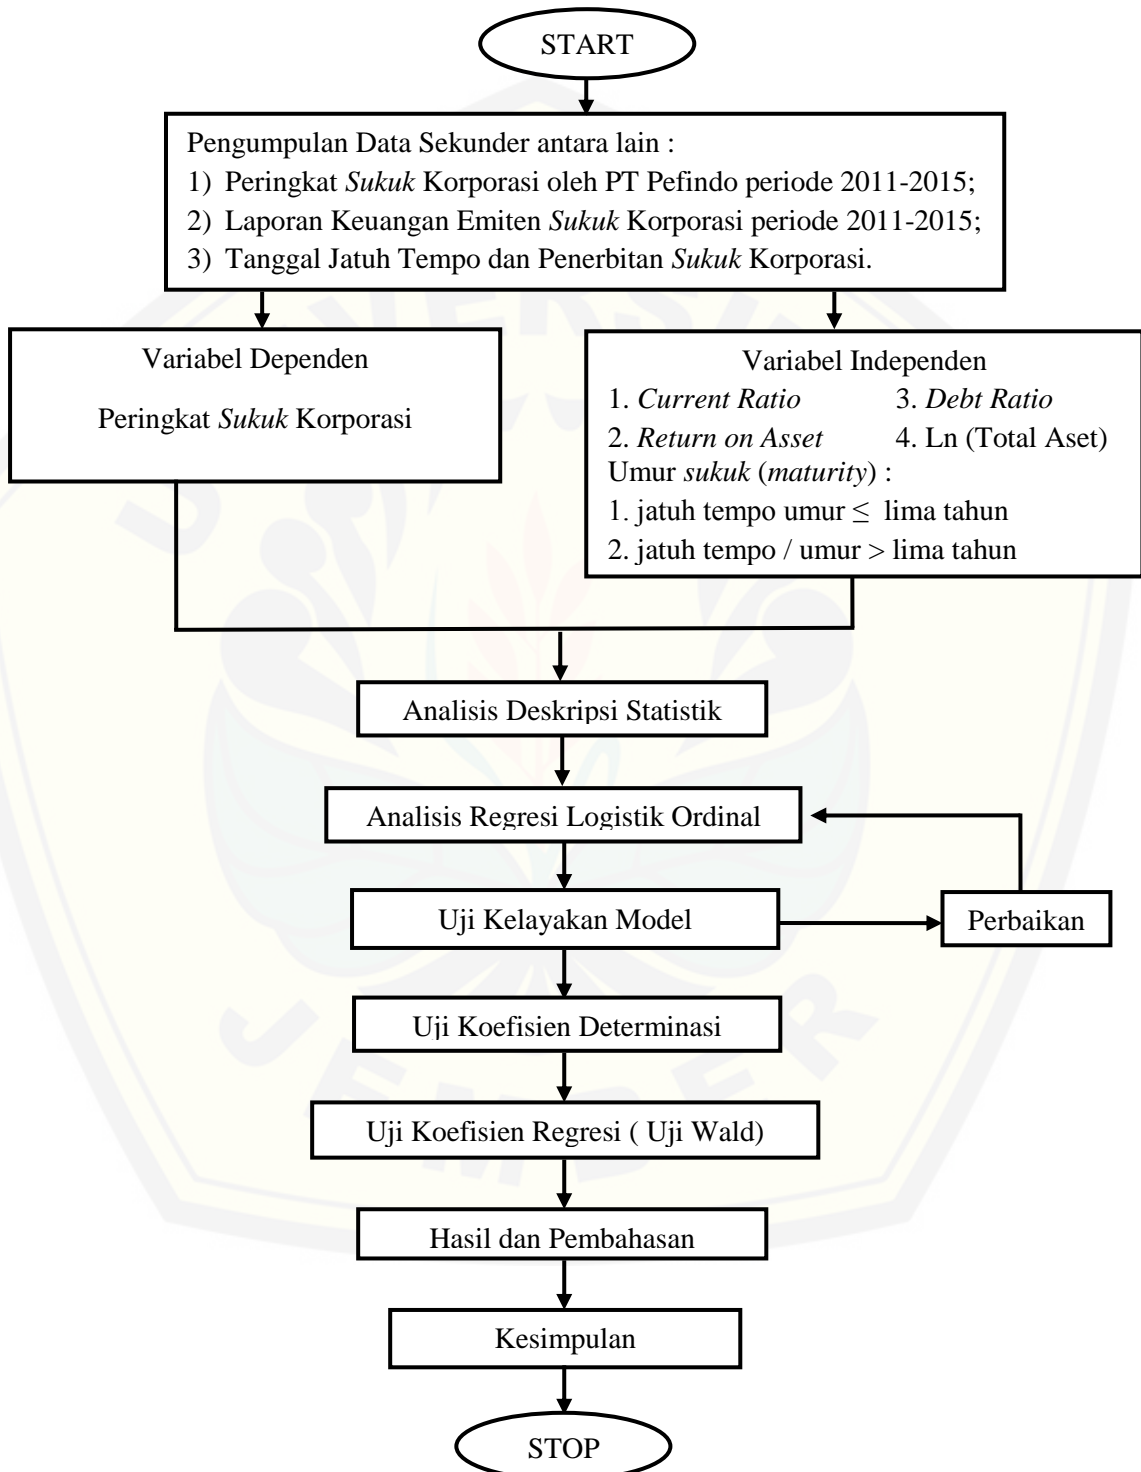 START
Pengumpulan Data Sekunder antara lain :
1) Peringkat Sukuk Korporasi oleh PT Pefindo periode 2011-2015;
2) Laporan Keuangan Emiten Sukuk Korporasi periode 2011-2015;
3) Tanggal Jatuh Tempo dan Penerbitan Sukuk Korporasi.
Variabel Dependen
Peringkat Sukuk Korporasi
Variabel Independen
1. Current Ratio 3. Debt Ratio
2. Return on Asset 4. Ln (Total Aset)
Umur sukuk (maturity) :
1. jatuh tempo umur ≤ lima tahun
2. jatuh tempo / umur > lima tahun
Analisis Deskripsi Statistik
Analisis Regresi Logistik Ordinal
Uji Kelayakan Model
Perbaikan
Uji Koefisien Determinasi
Uji Koefisien Regresi ( Uji Wald)
Hasil dan Pembahasan
Kesimpulan
STOP
UNIVERSITAS
JEMBER